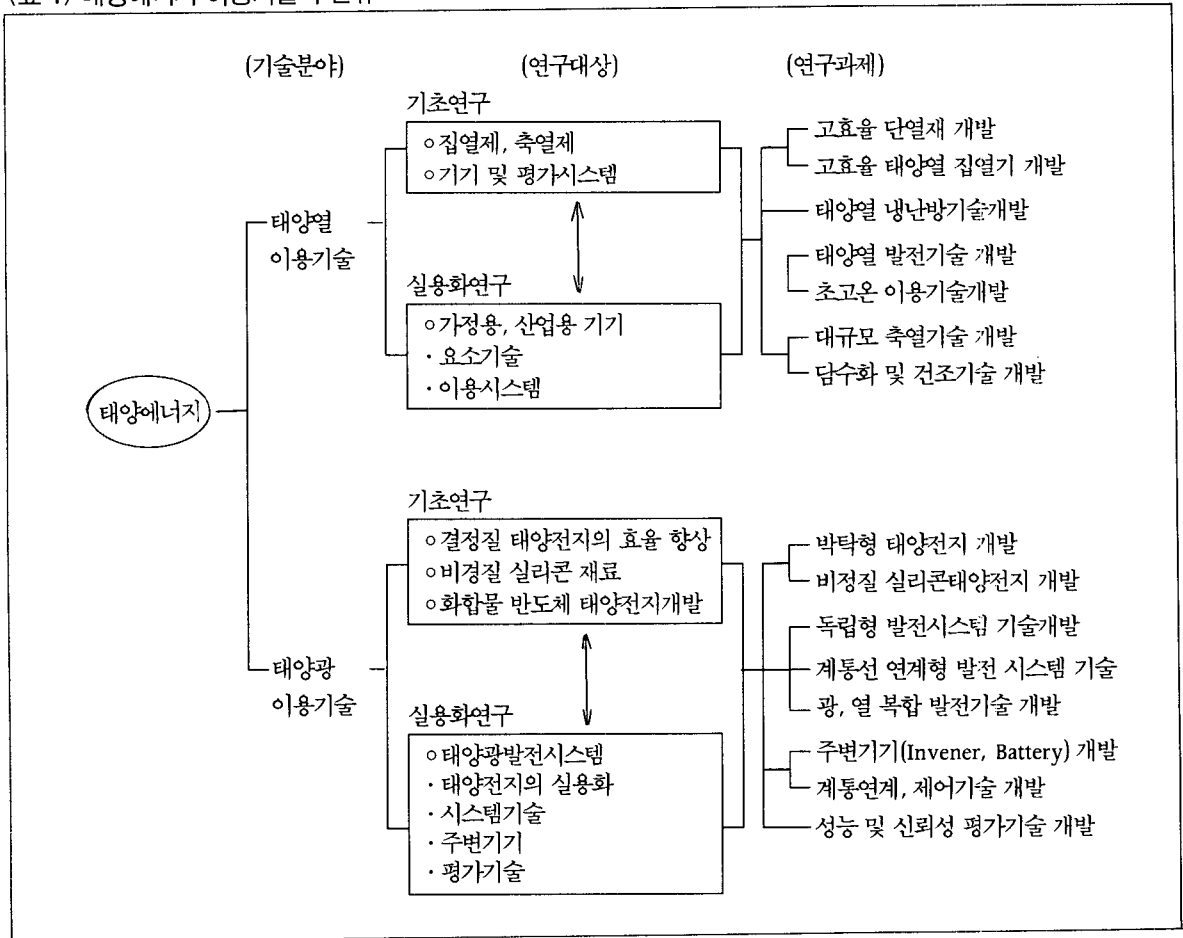 (기술분야) (연구대상) (연구과제)
기초연구
○집열제, 축열제
○기기 및 평가시스템
실용화연구
○가정용, 산업용 기기
· 요소기술
· 이용시스템
태양열
이용기술
고효율 단열재 개발
고효율 태양열 집열기 개발
태양열 냉난방기술개발
태양열 발전기술 개발
초고온 이용기술개발
대규모 축열기술 개발
담수화 및 건조기술 개발
태양에너지
기초연구
○결정질 태양전지의 효율 향상
○비경질 실리콘 재료
○화합물 반도체 태양전지개발
태양광
이용기술
실용화연구
○태양광발전시스템
· 태양전지의 실용화
· 시스템기술
· 주변기기
· 평가기술
박탁형 태양전지 개발
비정질 실리콘태양전지 개발
독립형 발전시스템 기술개발
계통선 연계형 발전 시스템 기술
광, 열 복합 발전기술 개발
주변기기(Invener, Battery) 개발
계통연계, 제어기술 개발
성능 및 신뢰성 평가기술 개발